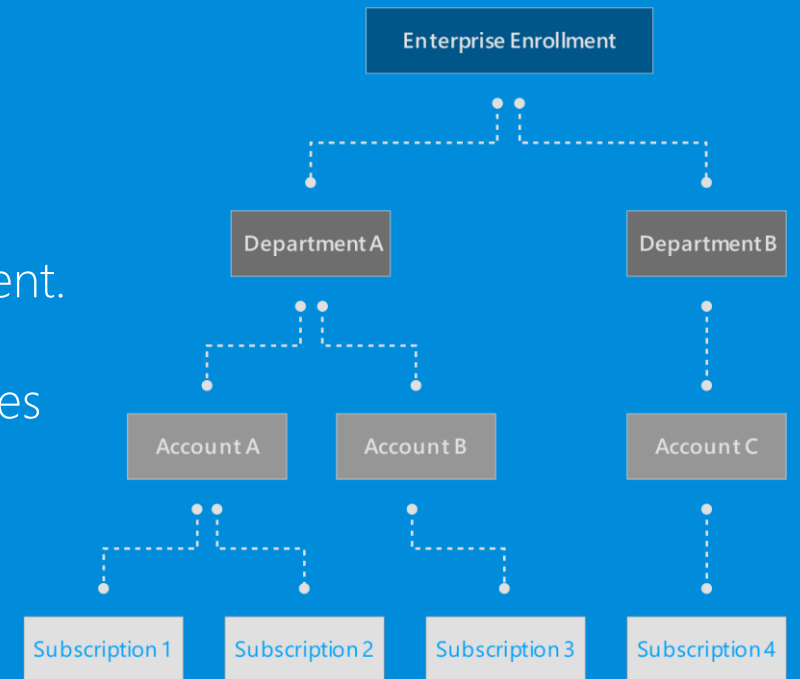 Enterprise Enrollment
Department A
Department B
ent.
es
Account A
Account B
Account C
Subscription 1
Subscription 2
Subscription 3
Subscription 4